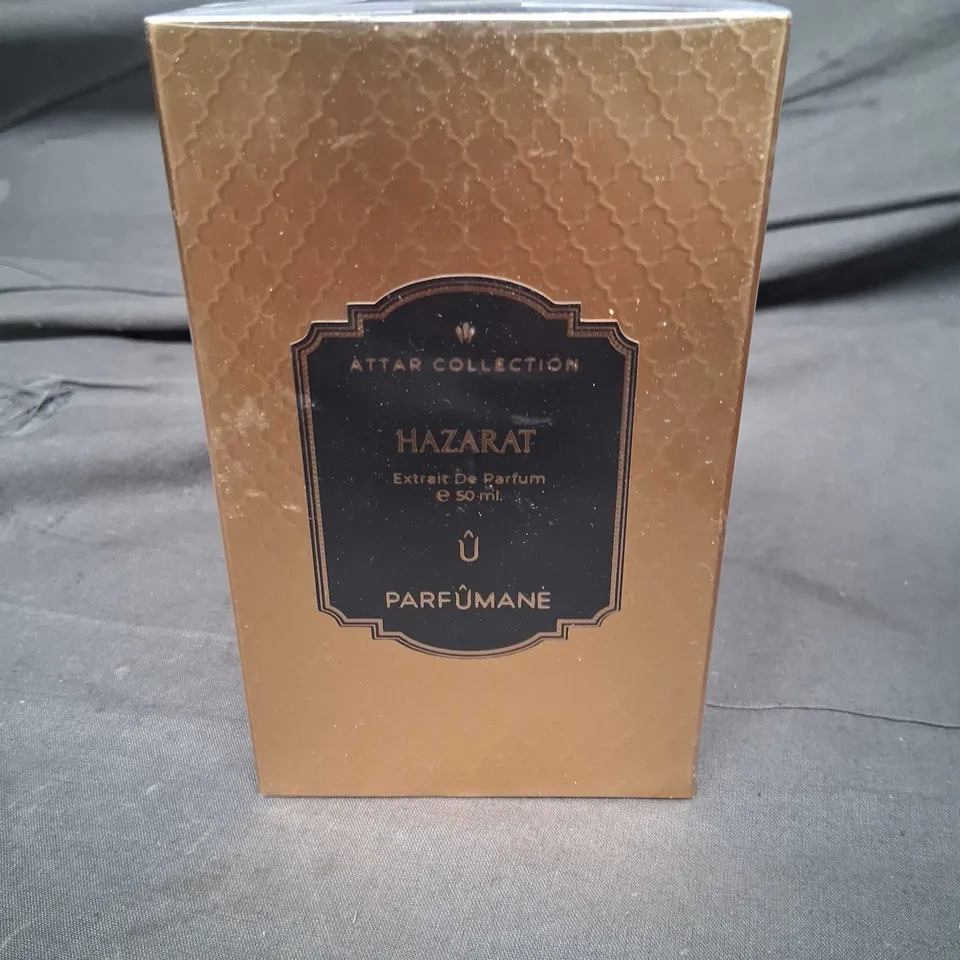 ATTAR COLLECTION
HAZARAT
Extrait De Parfum
℮ 50 ml.
Û
PARFÛMANE